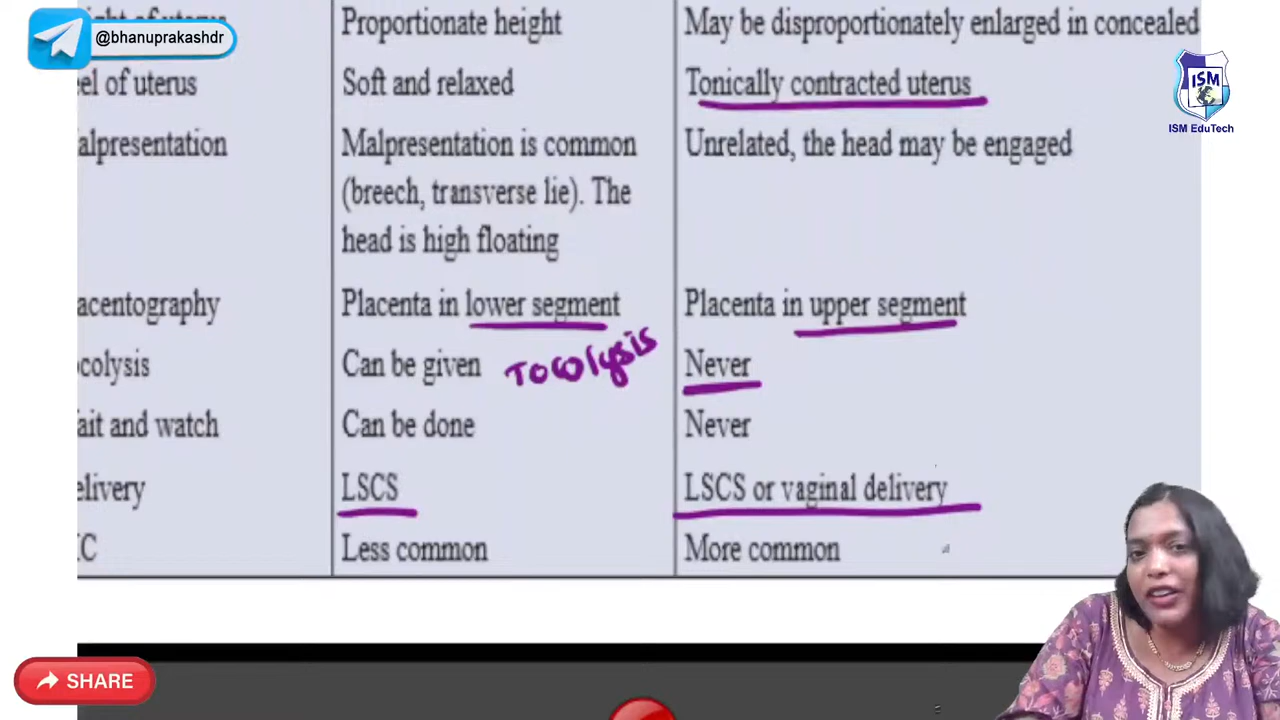 @bhanuprakashdr
Proportionate height
May be disproportionately enlarged in concealed
ISM
ISM EduTech
eel of uterus
Soft and relaxed
Tonically contracted uterus
alpresentation
Malpresentation is common
(breech, transverse lie). The
head is high floating
Unrelated, the head may be engaged
acentography
Placenta in lower segment
Placenta in upper segment
ocolysis
Can be given
Tocolysis
Never
ait and watch
Can be done
Never
elivery
LSCS
LSCS or vaginal delivery
IC
Less common
More common
SHARE